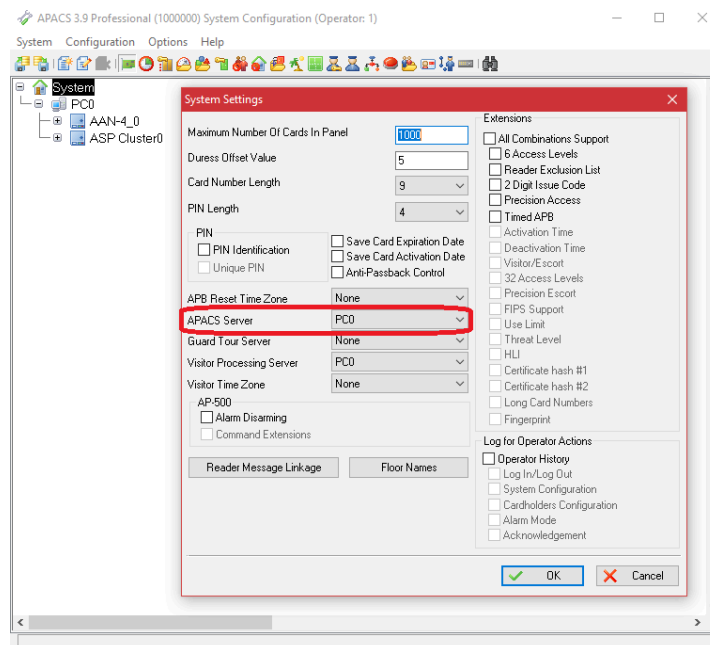 APACS 3.9 Professional (1000000) System Configuration (Operator: 1)
System Configuration Options Help
System
PC0
AAN-4_0
ASP Cluster0
System Settings
Maximum Number Of Cards In Panel 1000
Duress Offset Value 5
Card Number Length 9
PIN Length 4
PIN
PIN Identification
Unique PIN
Save Card Expiration Date
Save Card Activation Date
Anti-Passback Control
APB Reset Time Zone None
APACS Server PC0
Guard Tour Server None
Visitor Processing Server PC0
Visitor Time Zone None
AP-500
Alarm Disarming
Command Extensions
Reader Message Linkage Floor Names
Extensions
All Combinations Support
6 Access Levels
Reader Exclusion List
2 Digit Issue Code
Precision Access
Timed APB
Activation Time
Deactivation Time
Visitor/Escort
32 Access Levels
Precision Escort
FIPS Support
Use Limit
Threat Level
HLI
Certificate hash #1
Certificate hash #2
Long Card Numbers
Fingerprint
Log for Operator Actions
Operator History
Log In/Log Out
System Configuration
Cardholders Configuration
Alarm Mode
Acknowledgement
OK Cancel